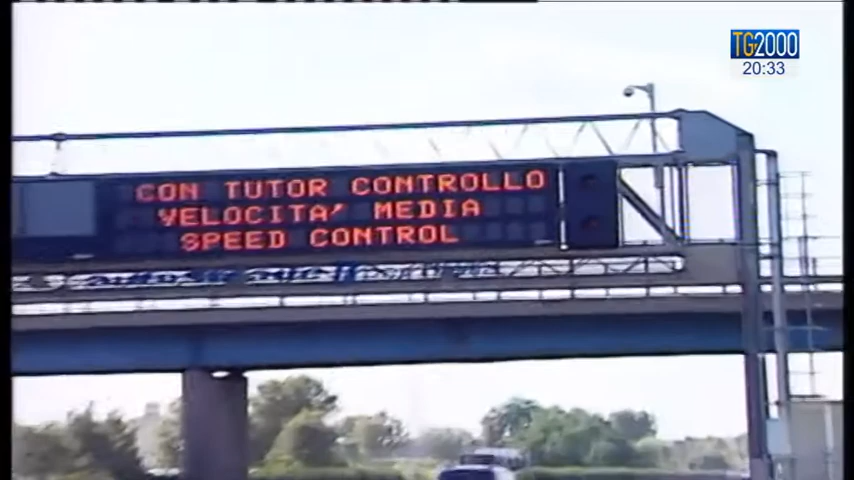 TG2000
20:33
CON TUTOR CONTROLLO
VELOCITA' MEDIA
SPEED CONTROL